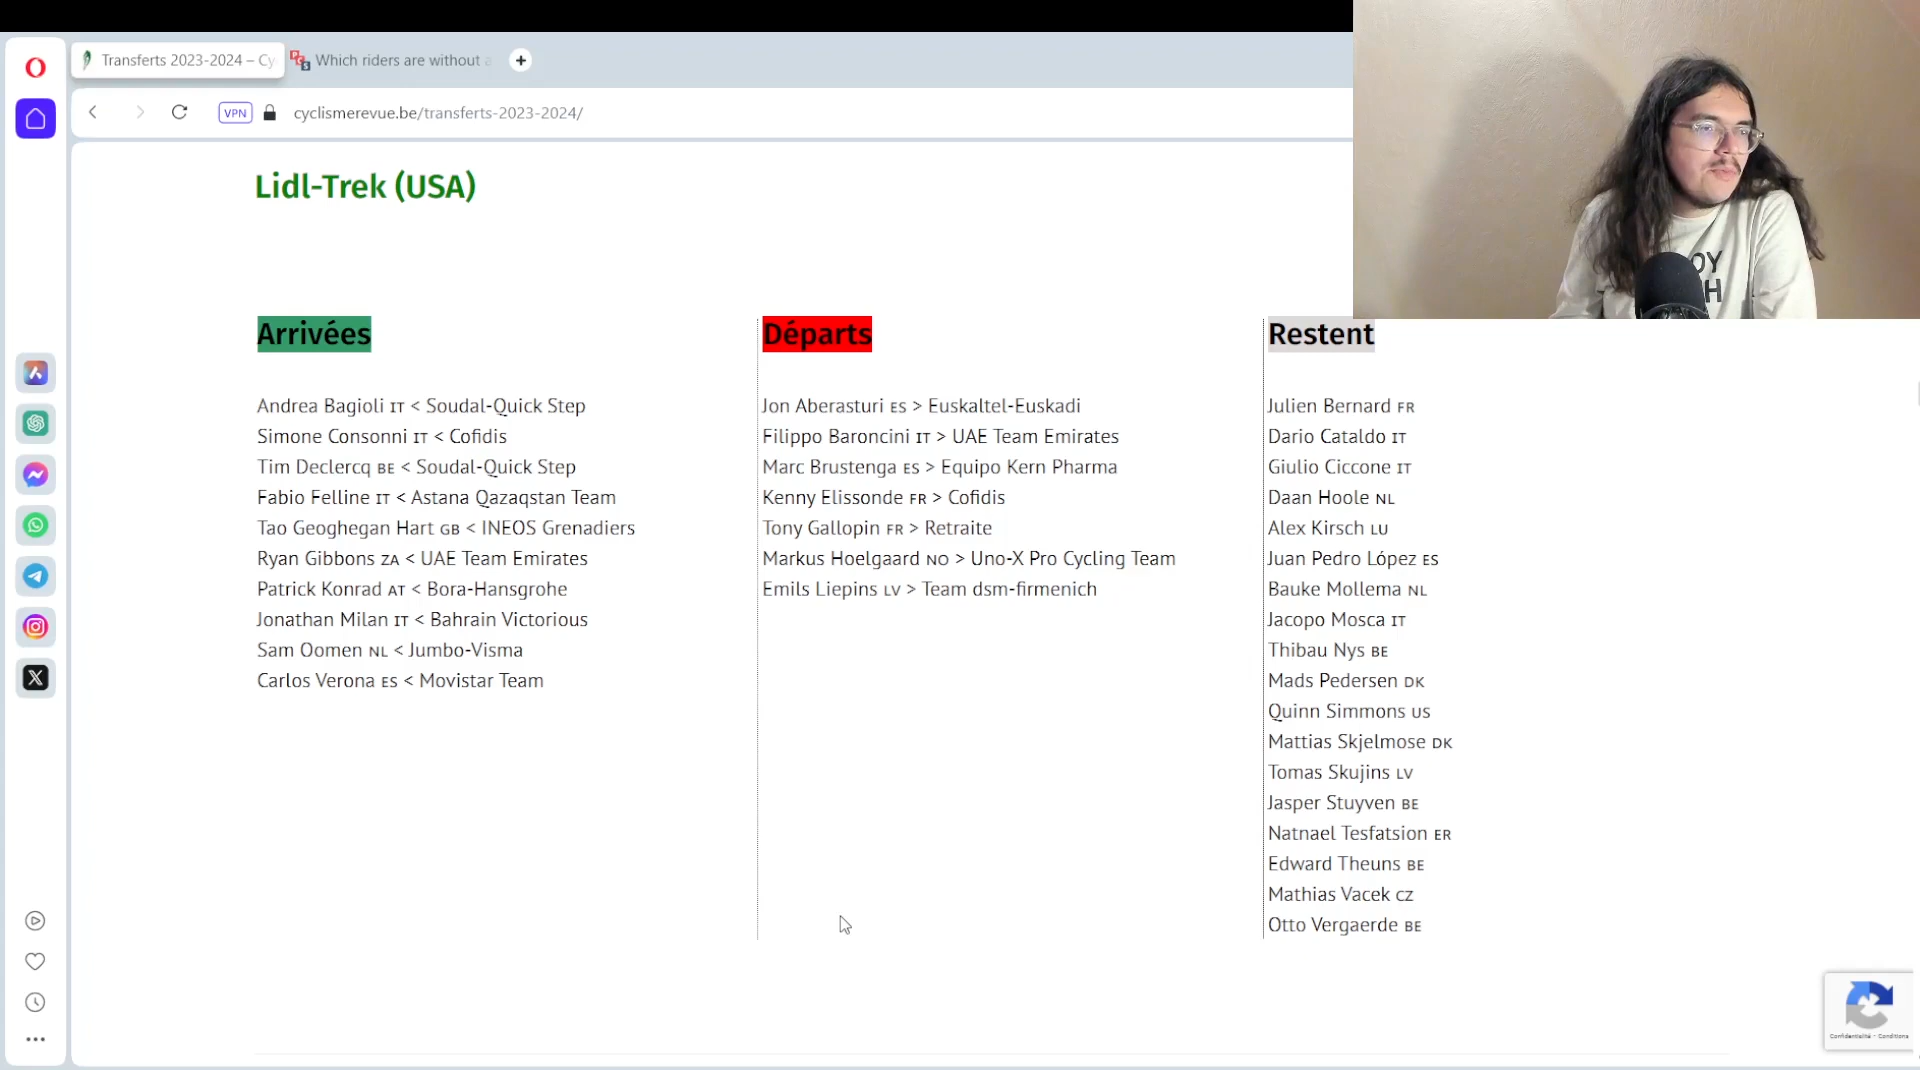 Transferts 2023-2024 – Cy
Which riders are without a
VPN
cyclismerevue.be/transferts-2023-2024/
Lidl-Trek (USA)
Arrivées
Andrea Bagioli IT < Soudal-Quick Step
Simone Consonni IT < Cofidis
Tim Declercq BE < Soudal-Quick Step
Fabio Felline IT < Astana Qazaqstan Team
Tao Geoghegan Hart GB < INEOS Grenadiers
Ryan Gibbons ZA < UAE Team Emirates
Patrick Konrad AT < Bora-Hansgrohe
Jonathan Milan IT < Bahrain Victorious
Sam Oomen NL < Jumbo-Visma
Carlos Verona ES < Movistar Team
Départs
Jon Aberasturi ES > Euskaltel-Euskadi
Filippo Baroncini IT > UAE Team Emirates
Marc Brustenga ES > Equipo Kern Pharma
Kenny Elissonde FR > Cofidis
Tony Gallopin FR > Retraite
Markus Hoelgaard NO > Uno-X Pro Cycling Team
Emils Liepins LV > Team dsm-firmenich
Restent
Julien Bernard FR
Dario Cataldo IT
Giulio Ciccone IT
Daan Hoole NL
Alex Kirsch LU
Juan Pedro López ES
Bauke Mollema NL
Jacopo Mosca IT
Thibau Nys BE
Mads Pedersen DK
Quinn Simmons US
Mattias Skjelmose DK
Tomas Skujins LV
Jasper Stuyven BE
Natnael Tesfatsion ER
Edward Theuns BE
Mathias Vacek CZ
Otto Vergaerde BE
Confidentialité - Conditions